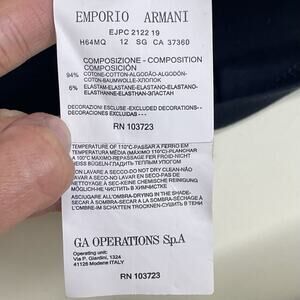 EMPORIO ARMANI
EJPC 2122 19
H64MQ 12 SG CA 37360
COMPOSIZIONE - COMPOSITION
COMPOSICIÓN
94% COTONE-COTTON-ALGODÃO-ALGODÓN-
COTON-BAUMWOLLE-ХЛОПОК
6% ELASTAM-ELASTANE-ELASTANO-ELASTANO-
ELASTHANNE-ELASTHAN-ЭЛАСТАН
DECORAZIONI ESCLUSE-EXCLUDED DECORATIONS--
DECORACIONES EXCLUIDAS ---
RN 103723
TEMPERATURE OF 110°C-PASSAR A FERRO EM
TEMPERATURA MÉDIA (MÁXIMO 110°C)-PLANCHAR
A 100°C MAXIMO-REPASSAGE FER FROID-NICHT
HEISS BÜGELN-ГЛАДИТЬ ТЕПЛЫМ УТЮГОМ
NON LAVARE A SECCO-DO NOT DRY CLEAN-NÃO
LAVAR A SECO-NO LAVAR EN SECO-PAS DE
NETTOYAGE À SEC-KEINE CHEMISCHE REINIGUNG
MÖGLICH-НЕ ЧИСТИТЬ В ХИМЧИСТКЕ
ASCIUGARE ALL'OMBRA-DRYING IN THE SHADE-
SECAR À SOMBRA-SECAR A LA SOMBRA-SÉCHAGE À
L'OMBRE-IM SCHATTEN TROCKNEN-СУШИТЬ В
GA OPERATIONS S.p.A
Operating unit:
Via P. Giardini, 1324
41126 Modena ITALY
RN 103723